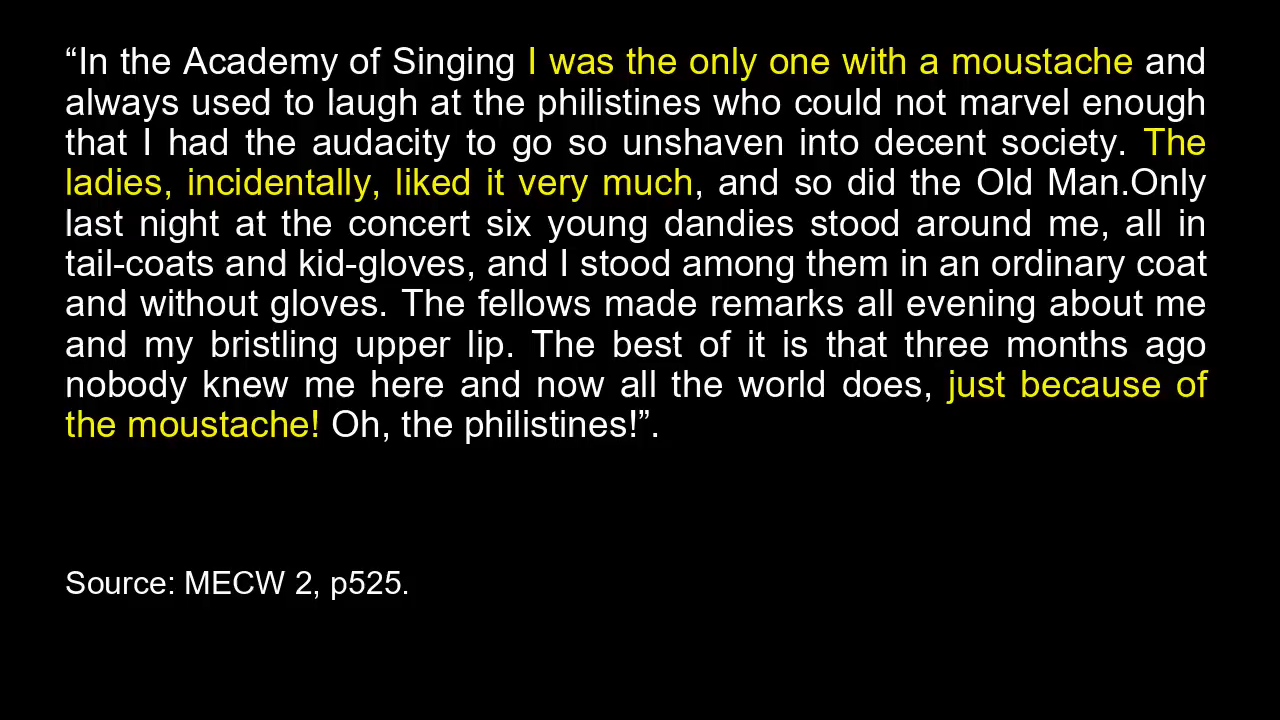 “In the Academy of Singing I was the only one with a moustache and
always used to laugh at the philistines who could not marvel enough
that I had the audacity to go so unshaven into decent society. The
ladies, incidentally, liked it very much, and so did the Old Man.Only
last night at the concert six young dandies stood around me, all in
tail-coats and kid-gloves, and I stood among them in an ordinary coat
and without gloves. The fellows made remarks all evening about me
and my bristling upper lip. The best of it is that three months ago
nobody knew me here and now all the world does, just because of
the moustache! Oh, the philistines!”.
Source: MECW 2, p525.